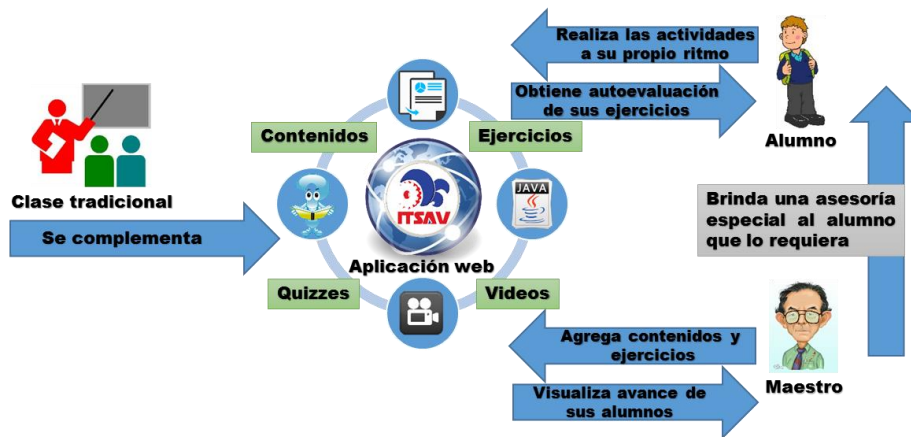 Realiza las actividades
a su propio ritmo
Obtiene autoevaluación
de sus ejercicios
Alumno
Contenidos
Ejercicios
Clase tradicional
Se complementa
ITSAV
JAVA
Aplicación web
Quizzes
Videos
Brinda una asesoría
especial al alumno
que lo requiera
Agrega contenidos y
ejercicios
Visualiza avance de
sus alumnos
Maestro